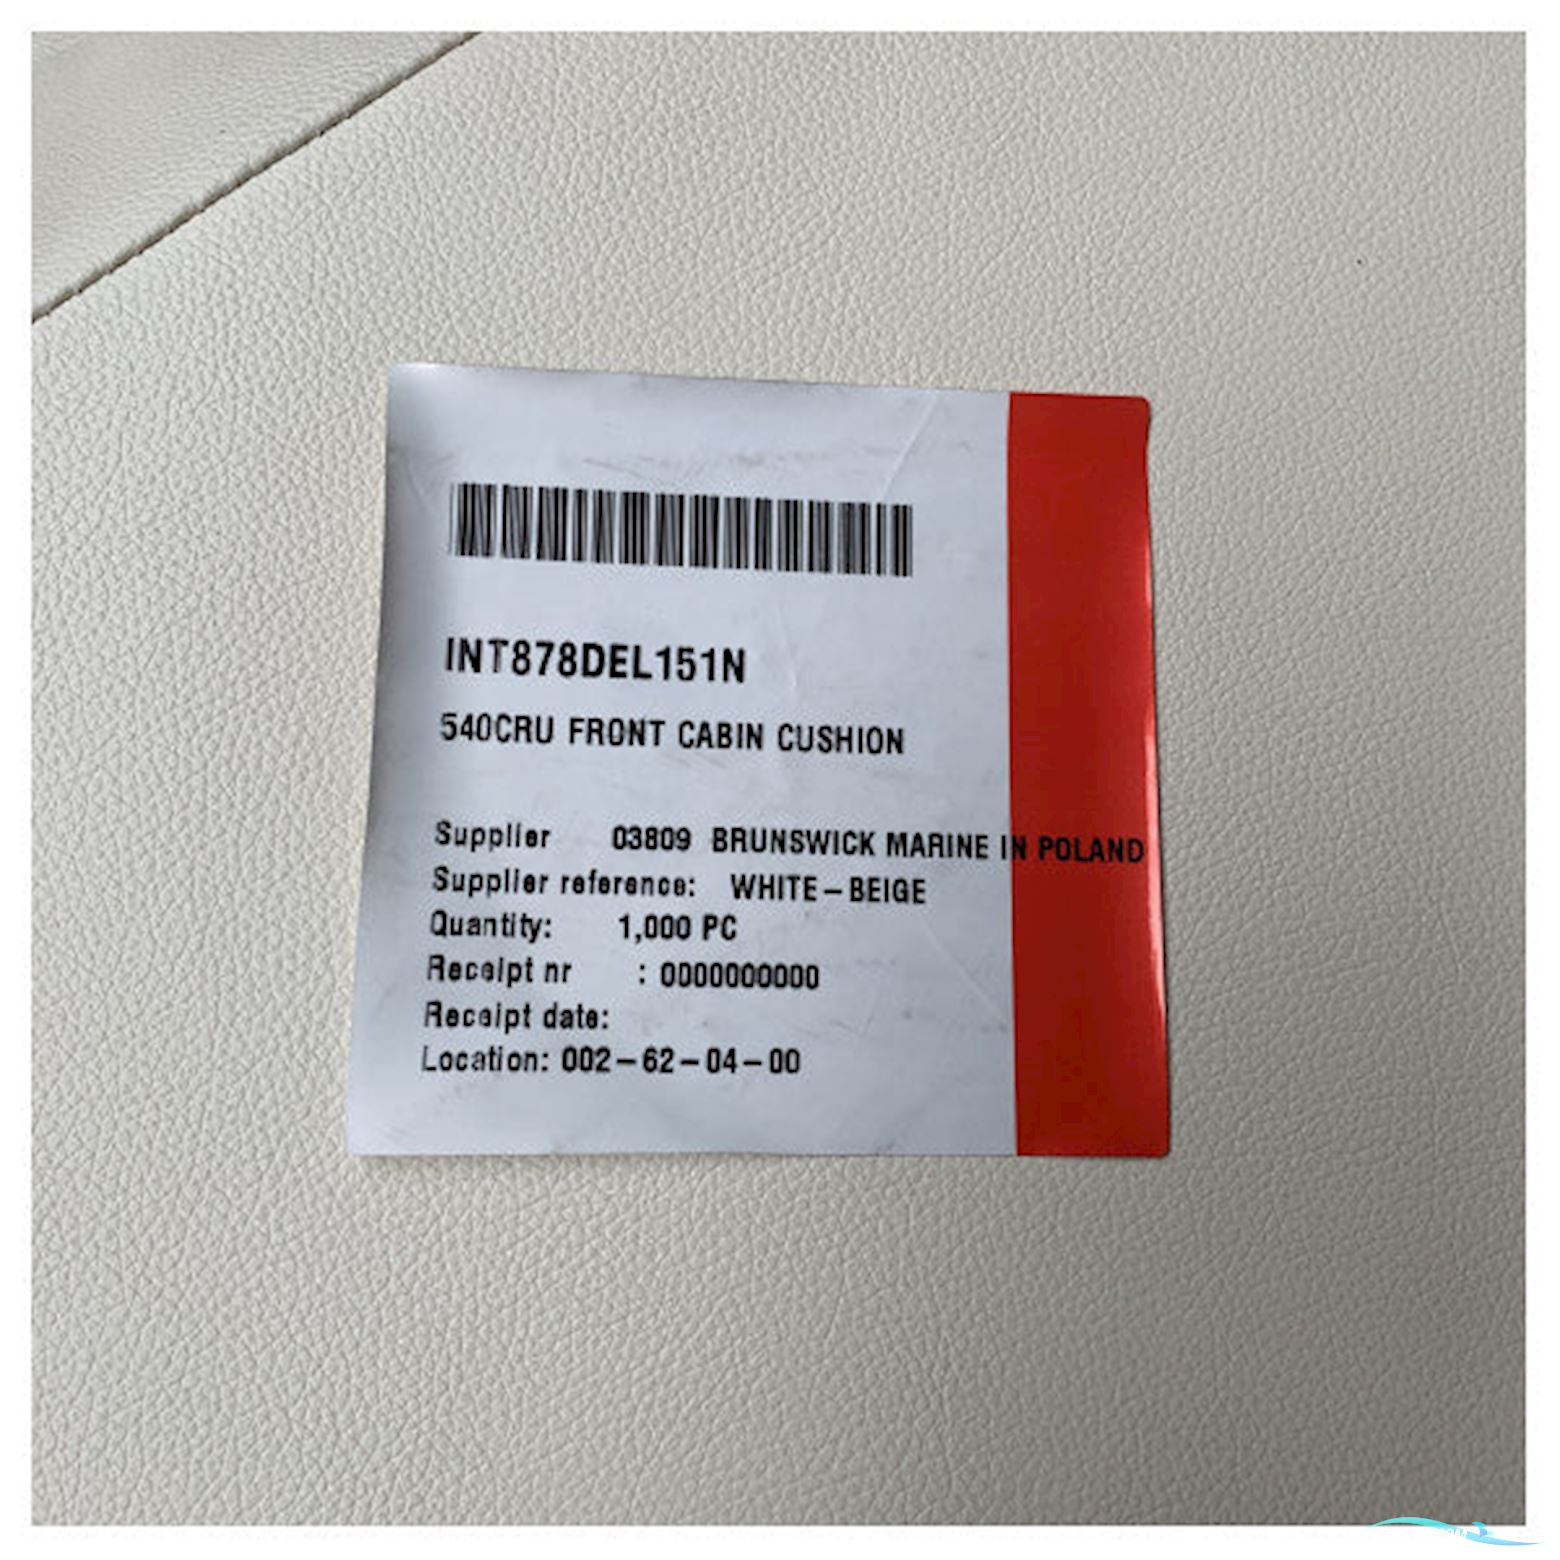 INT878DEL151N
540CRU FRONT CABIN CUSHION
Supplier 03809 BRUNSWICK MARINE IN POLAND
Supplier reference: WHITE-BEIGE
Quantity: 1,000 PC
Receipt nr : 0000000000
Receipt date:
Location: 002-62-04-00